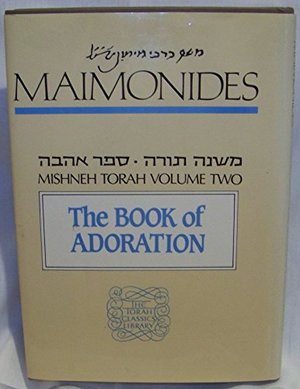 MAIMONIDES
משנה תורה · ספר אהבה
MISHNEH TORAH VOLUME TWO
The BOOK of
ADORATION
THE
TORAH
CLASSICS
LIBRARY